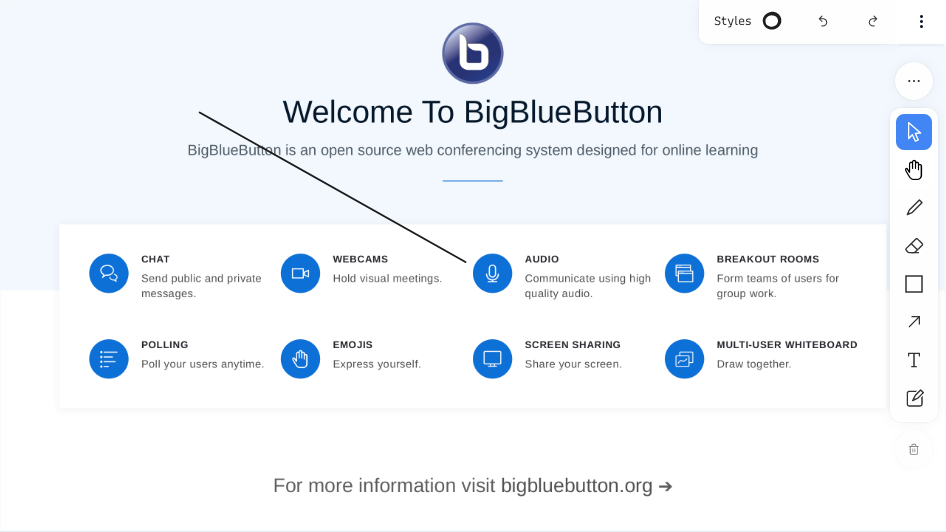 Styles
Welcome To BigBlueButton
BigBlueButton is an open source web conferencing system designed for online learning
CHAT
Send public and private
messages.
WEBCAMS
Hold visual meetings.
AUDIO
Communicate using high
quality audio.
BREAKOUT ROOMS
Form teams of users for
group work.
POLLING
Poll your users anytime.
EMOJIS
Express yourself.
SCREEN SHARING
Share your screen.
MULTI-USER WHITEBOARD
Draw together.
For more information visit bigbluebutton.org ➔